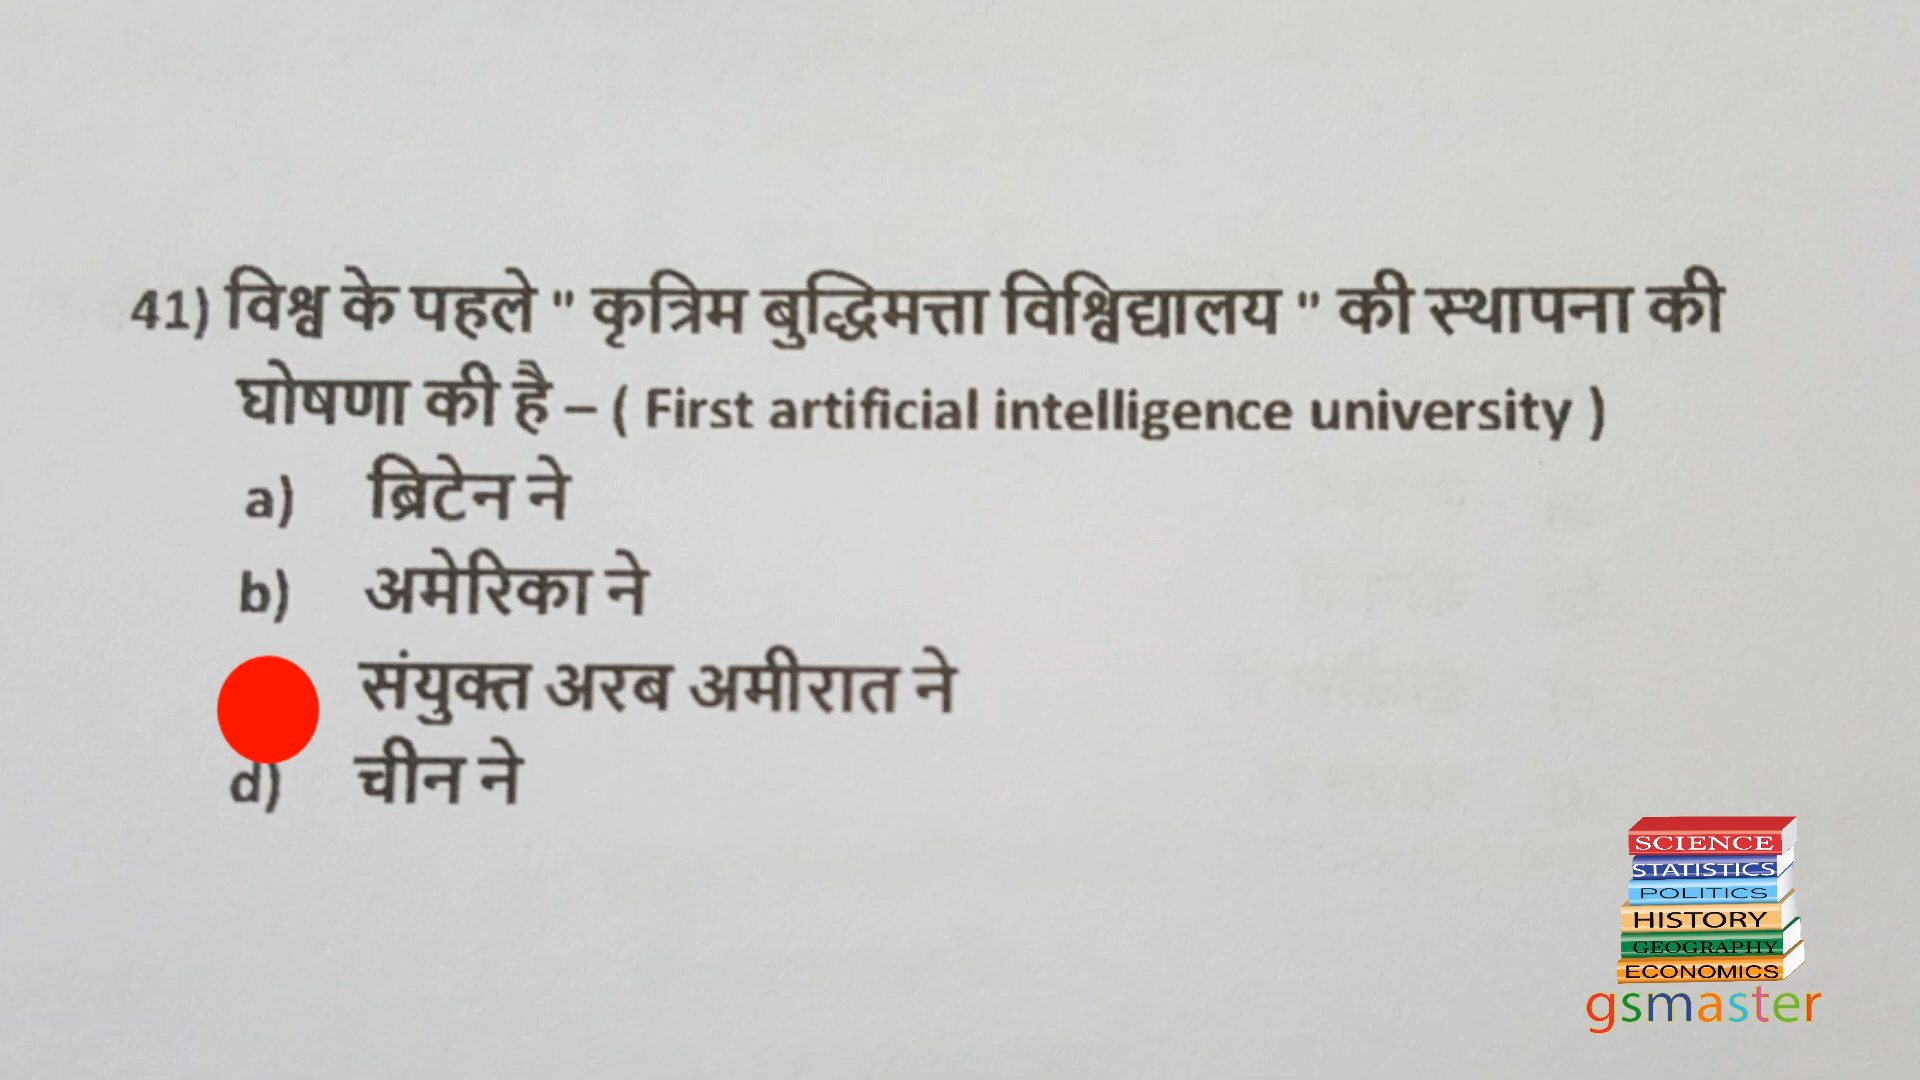 41) विश्व के पहले " कृत्रिम बुद्धिमत्ता विश्विद्यालय " की स्थापना की
घोषणा की है – ( First artificial intelligence university )
a) ब्रिटेन ने
b) अमेरिका ने
संयुक्त अरब अमीरात ने
d) चीन ने
SCIENCE
STATISTICS
POLITICS
HISTORY
GEOGRAPHY
ECONOMICS
gsmaster